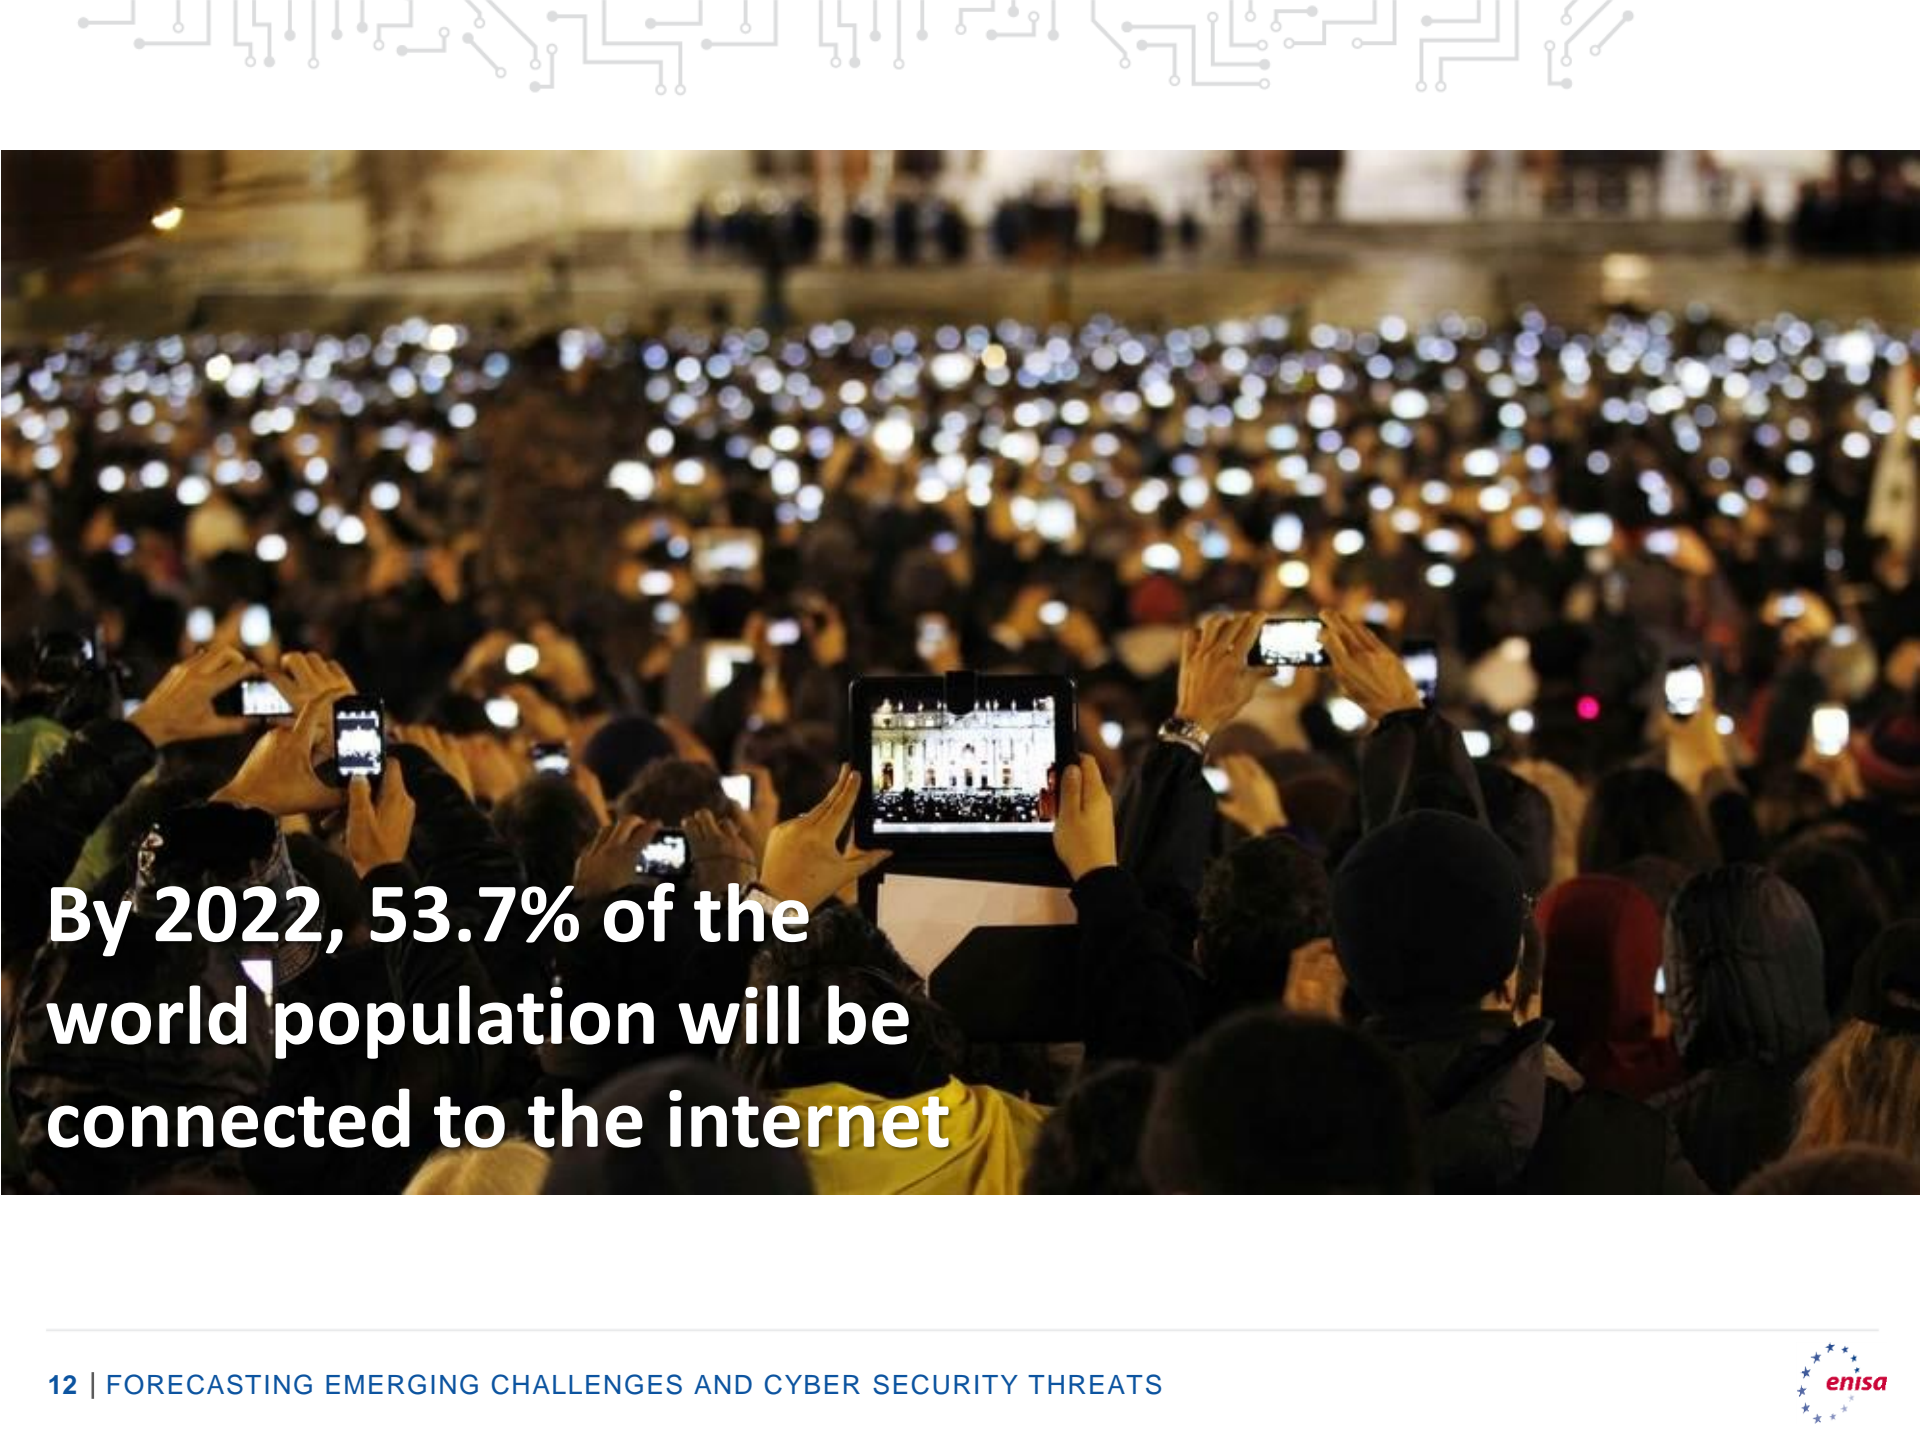 By 2022, 53.7% of the
world population will be
connected to the internet
12 | FORECASTING EMERGING CHALLENGES AND CYBER SECURITY THREATS
enisa